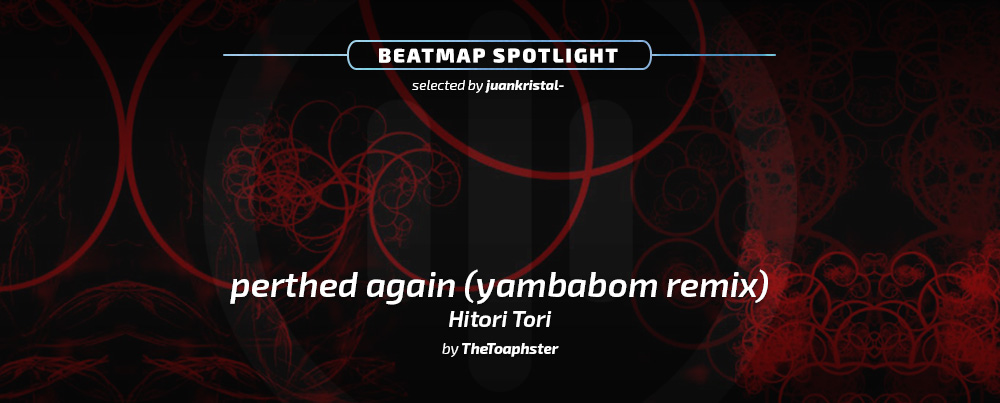 BEATMAP SPOTLIGHT
selected by juankristal-
perthed again (yambabom remix)
Hitori Tori
by TheToaphster